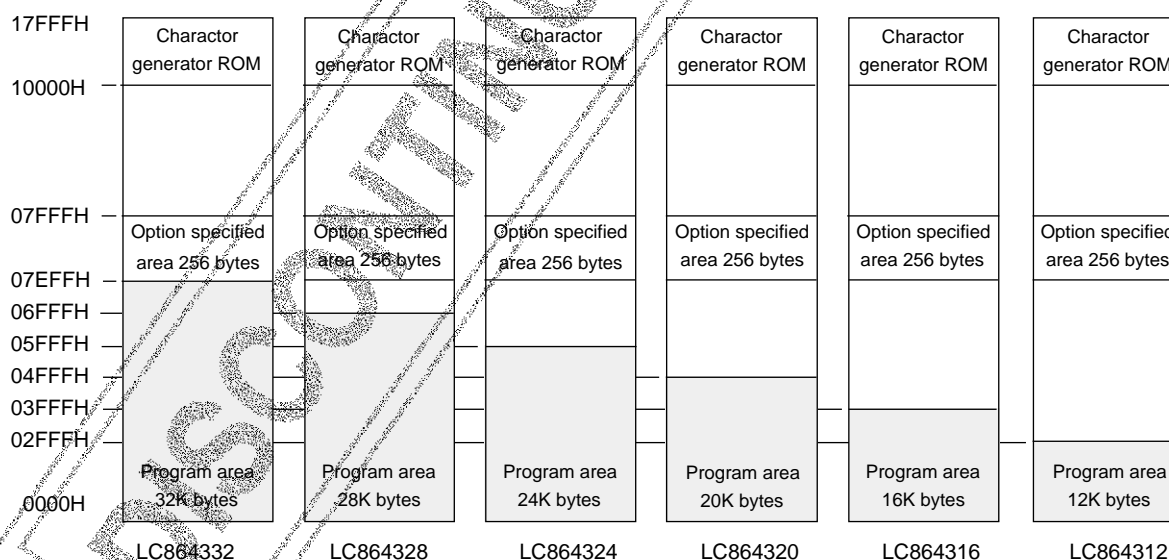 17FFFH
10000H
07FFFH
07EFFH
06FFFH
05FFFH
04FFFH
03FFFH
02FFFH
0000H
Charactor
generator ROM
Option specified
area 256 bytes
Program area
32K bytes
LC864332
Charactor
generator ROM
Option specified
area 256 bytes
Program area
28K bytes
LC864328
Charactor
generator ROM
Option specified
area 256 bytes
Program area
24K bytes
LC864324
Charactor
generator ROM
Option specified
area 256 bytes
Program area
20K bytes
LC864320
Charactor
generator ROM
Option specified
area 256 bytes
Program area
16K bytes
LC864316
Charactor
generator ROM
Option specified
area 256 bytes
Program area
12K bytes
LC864312
DISCONTINU